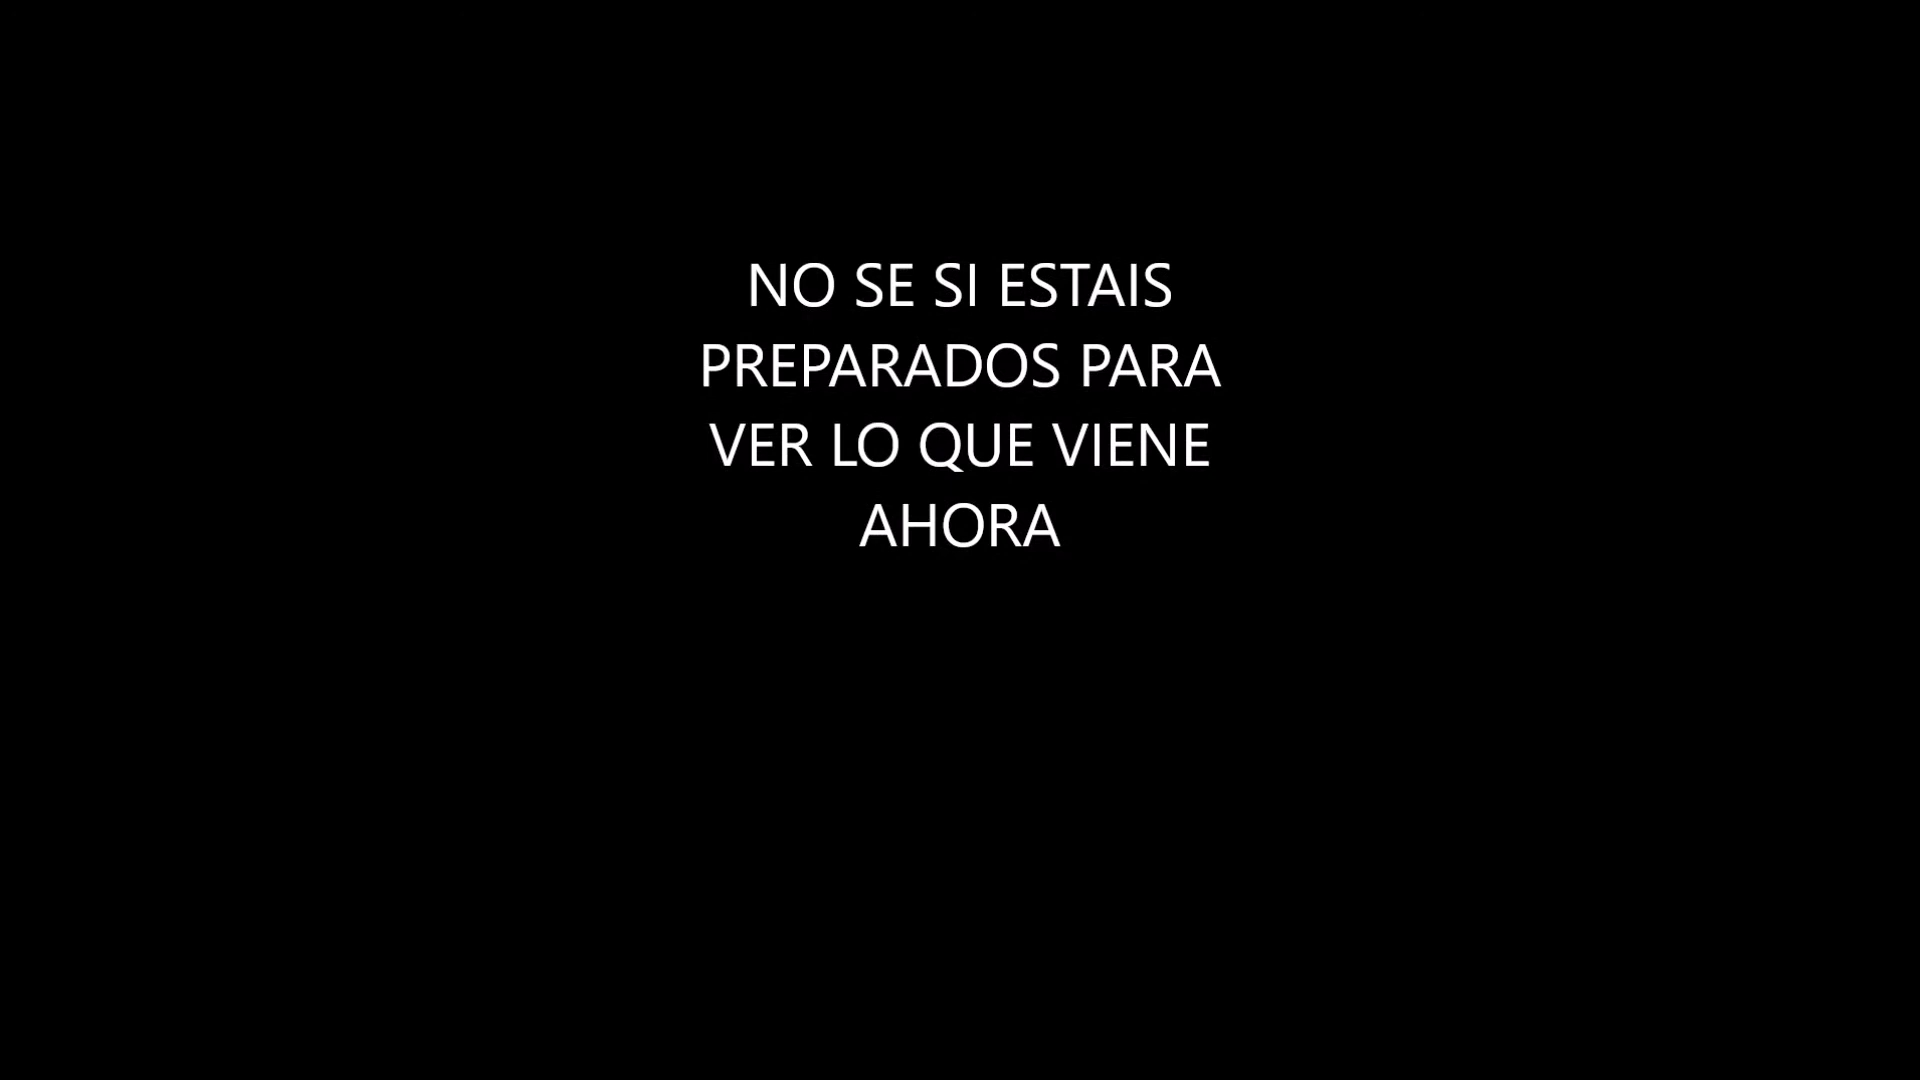 NO SE SI ESTAIS
PREPARADOS PARA
VER LO QUE VIENE
AHORA